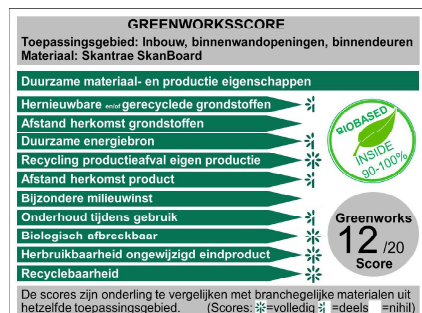 GREENWORKSSCORE
Toepassingsgebied: Inbouw, binnenwandopeningen, binnendeuren
Materiaal: Skantrae SkanBoard
Duurzame materiaal- en productie eigenschappen
Hernieuwbare en/of gerecyclede grondstoffen
Afstand herkomst grondstoffen
Duurzame energiebron
Recycling productieafval eigen productie
Afstand herkomst product
Bijzondere milieuwinst
Onderhoud tijdens gebruik
Biologisch afbreekbaar
Herbruikbaarheid ongewijzigd eindproduct
Recyclebaarheid
BIOBASED
INSIDE
90-100%
Greenworks
12 /20
Score
De scores zijn onderling te vergelijken met branchegelijke materialen uit
hetzelfde toepassingsgebied. (Scores: =volledig =deels =nihil)